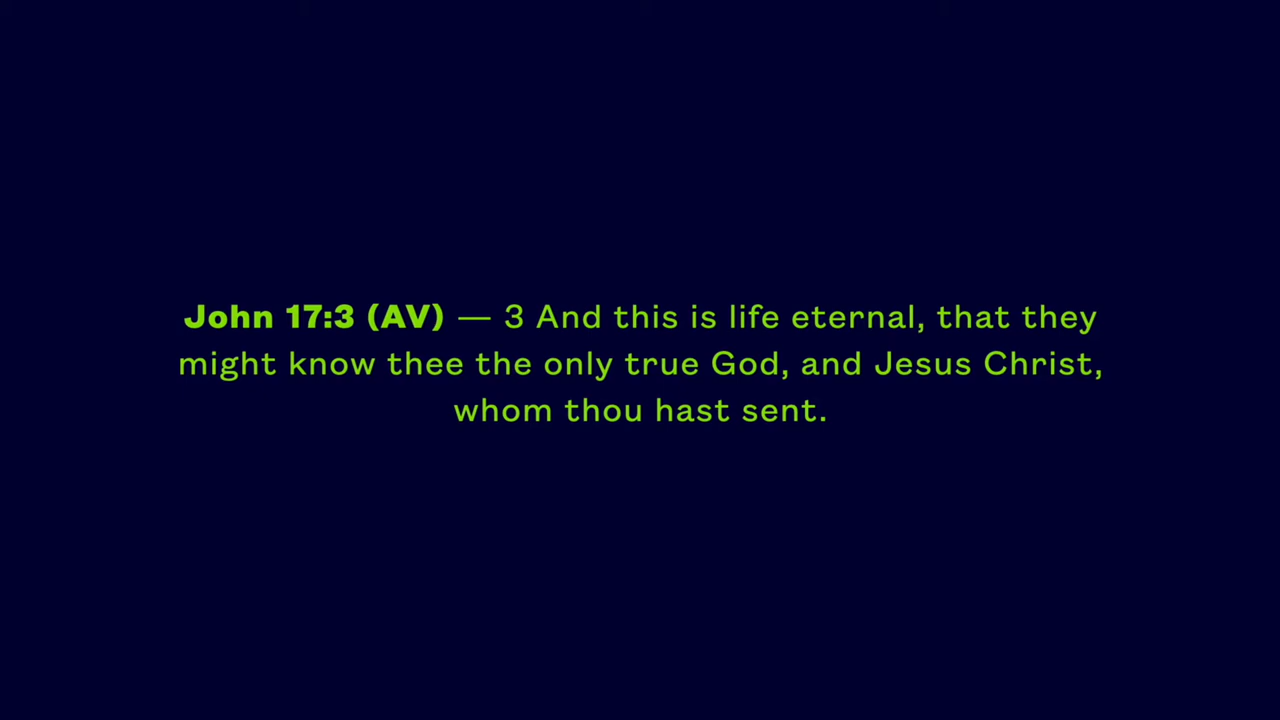 John 17:3 (AV) — 3 And this is life eternal, that they
might know thee the only true God, and Jesus Christ,
whom thou hast sent.